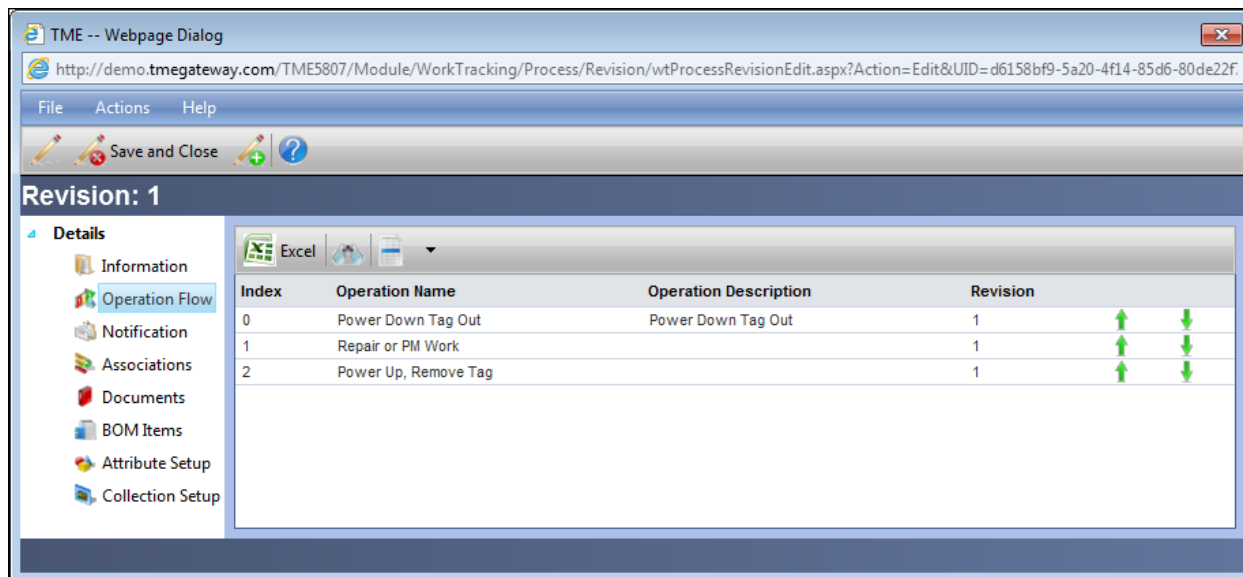 TME -- Webpage Dialog
http://demo.tmegateway.com/TME5807/Module/WorkTracking/Process/Revision/wtProcessRevisionEdit.aspx?Action=Edit&UID=d6158bf9-5a20-4f14-85d6-80de22f7
File Actions Help
Save and Close
Revision: 1
Details
Information
Operation Flow
Notification
Associations
Documents
BOM Items
Attribute Setup
Collection Setup
Excel
Index Operation Name Operation Description Revision
0 Power Down Tag Out Power Down Tag Out 1
1 Repair or PM Work 1
2 Power Up, Remove Tag 1